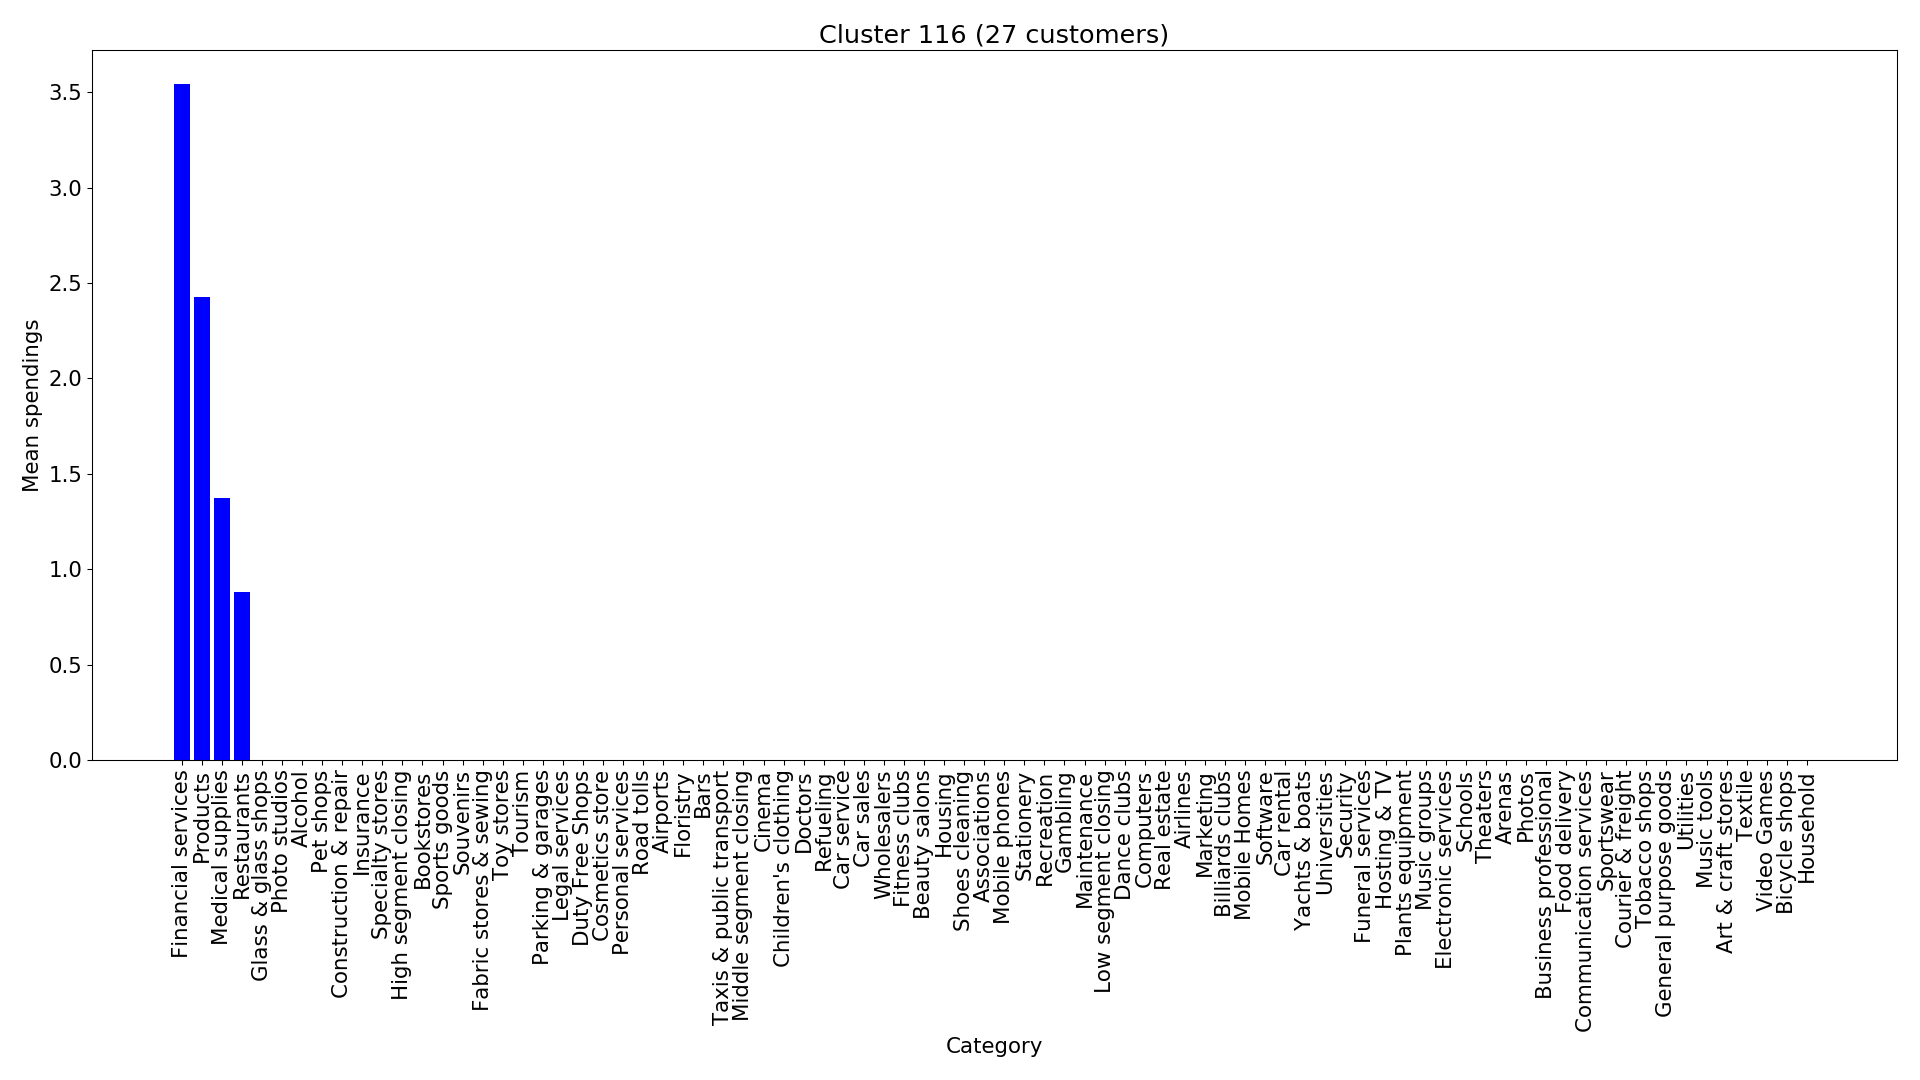 Cluster 116 (27 customers)
Mean spendings
3.5
3.0
2.5
2.0
1.5
1.0
0.5
0.0
Financial services
Products
Medical supplies
Restaurants
Glass & glass shops
Photo studios
Alcohol
Pet shops
Construction & repair
Insurance
Specialty stores
High segment closing
Bookstores
Sports goods
Souvenirs
Fabric stores & sewing
Toy stores
Tourism
Parking & garages
Legal services
Duty Free Shops
Cosmetics store
Personal services
Road tolls
Airports
Floristry
Bars
Taxis & public transport
Middle segment closing
Cinema
Children's clothing
Doctors
Refueling
Car service
Car sales
Wholesalers
Fitness clubs
Beauty salons
Housing
Shoes cleaning
Associations
Mobile phones
Stationery
Recreation
Gambling
Maintenance
Low segment closing
Dance clubs
Computers
Real estate
Airlines
Marketing
Billiards clubs
Mobile Homes
Software
Car rental
Yachts & boats
Universities
Security
Funeral services
Hosting & TV
Plants equipment
Music groups
Electronic services
Schools
Theaters
Arenas
Photos
Business professional
Food delivery
Communication services
Sportswear
Courier & freight
Tobacco shops
General purpose goods
Utilities
Music tools
Art & craft stores
Textile
Video Games
Bicycle shops
Household
Category